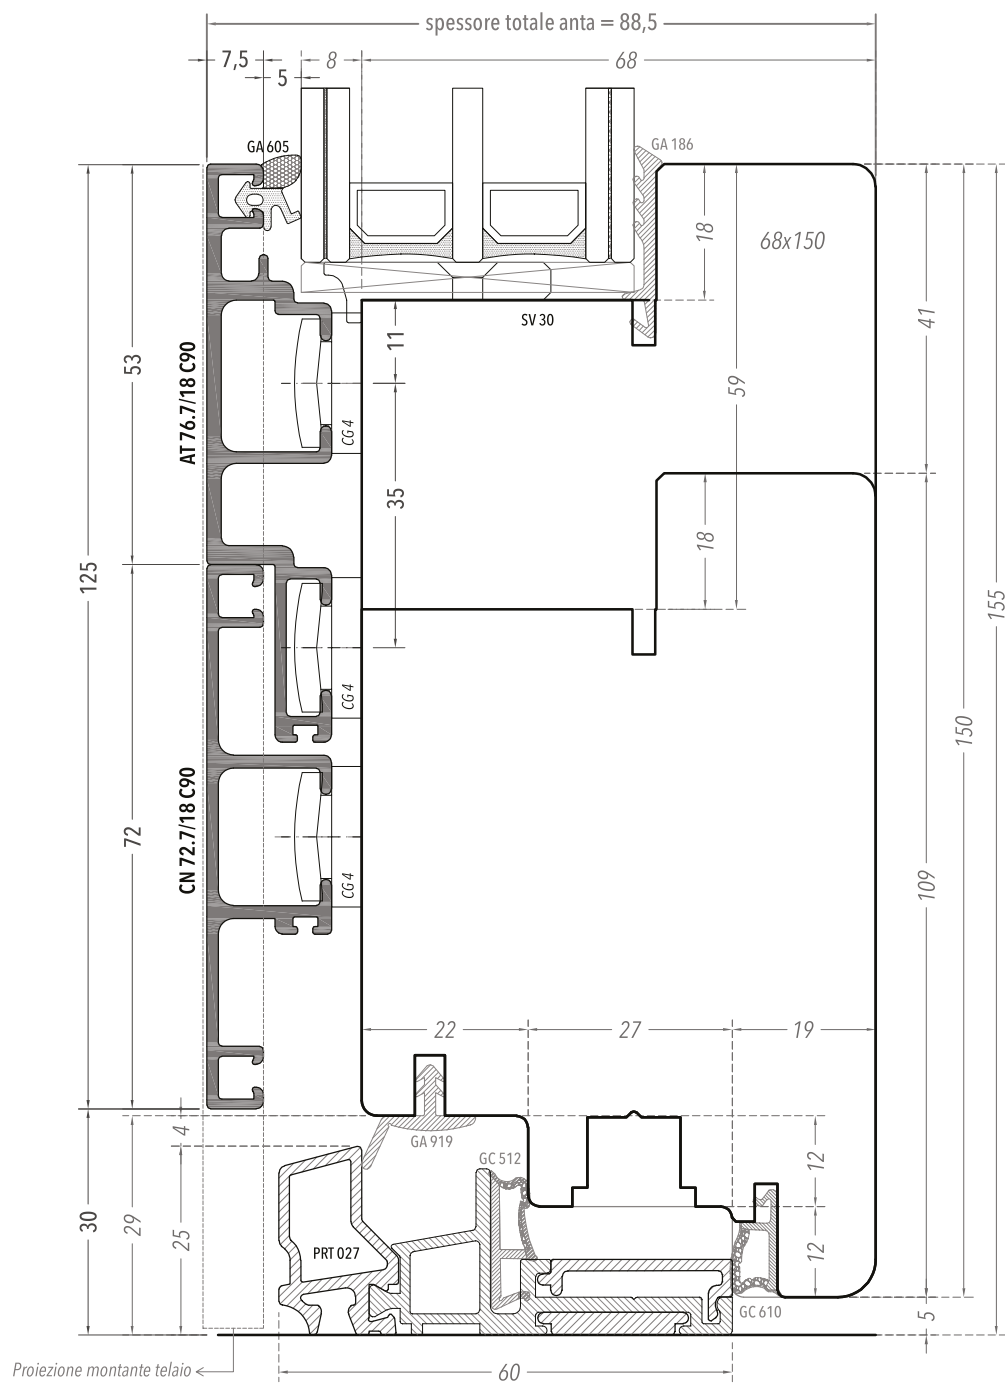 spessore totale anta = 88,5
7,5
8
68
5
GA 605
GA 186
18
68x150
SV 30
11
41
53
AT 76.7/18 C90
59
CG 4
35
125
18
155
CG 4
150
72
CN 72.7/18 C90
CG 4
109
22
27
19
4
GA 919
GC 512
12
30
29
25
PRT 027
12
GC 610
5
Proiezione montante telaio
60